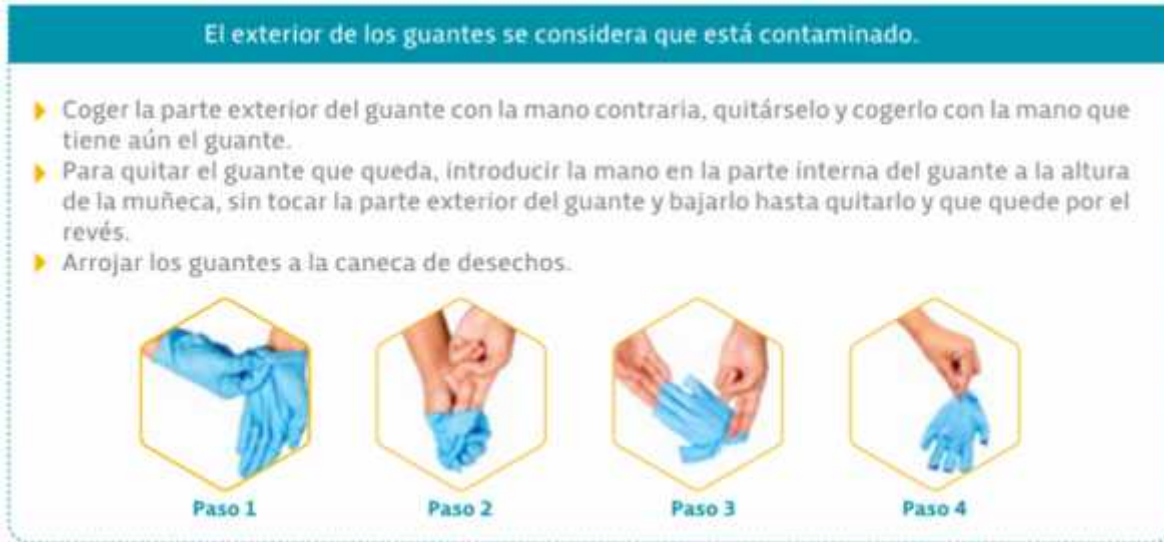 El exterior de los guantes se considera que está contaminado.
Coger la parte exterior del guante con la mano contraria, quitárselo y cogerlo con la mano que
tiene aún el guante.
Para quitar el guante que queda, introducir la mano en la parte interna del guante a la altura
de la muñeca, sin tocar la parte exterior del guante y bajarlo hasta quitarlo y que quede por el
revés.
Arrojar los guantes a la caneca de desechos.
Paso 1
Paso 2
Paso 3
Paso 4